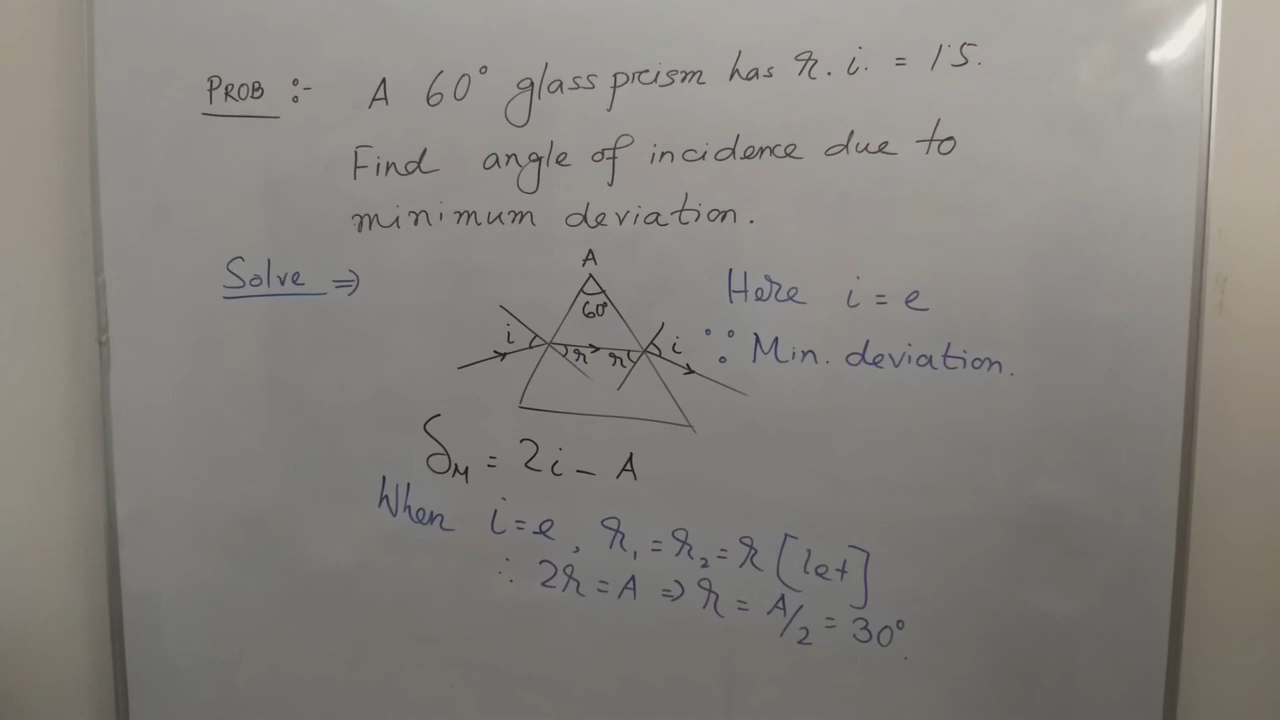 PROB :- A 60° glass prism has r. i. = 1.5.
Find angle of incidence due to
minimum deviation.
Solve ⇒
A
60°
i
r
r
i
Here i = e
∵ Min. deviation.
δM = 2i - A
When i = e, r₁ = r₂ = r [let]
∴ 2r = A ⇒ r = A/2 = 30°.